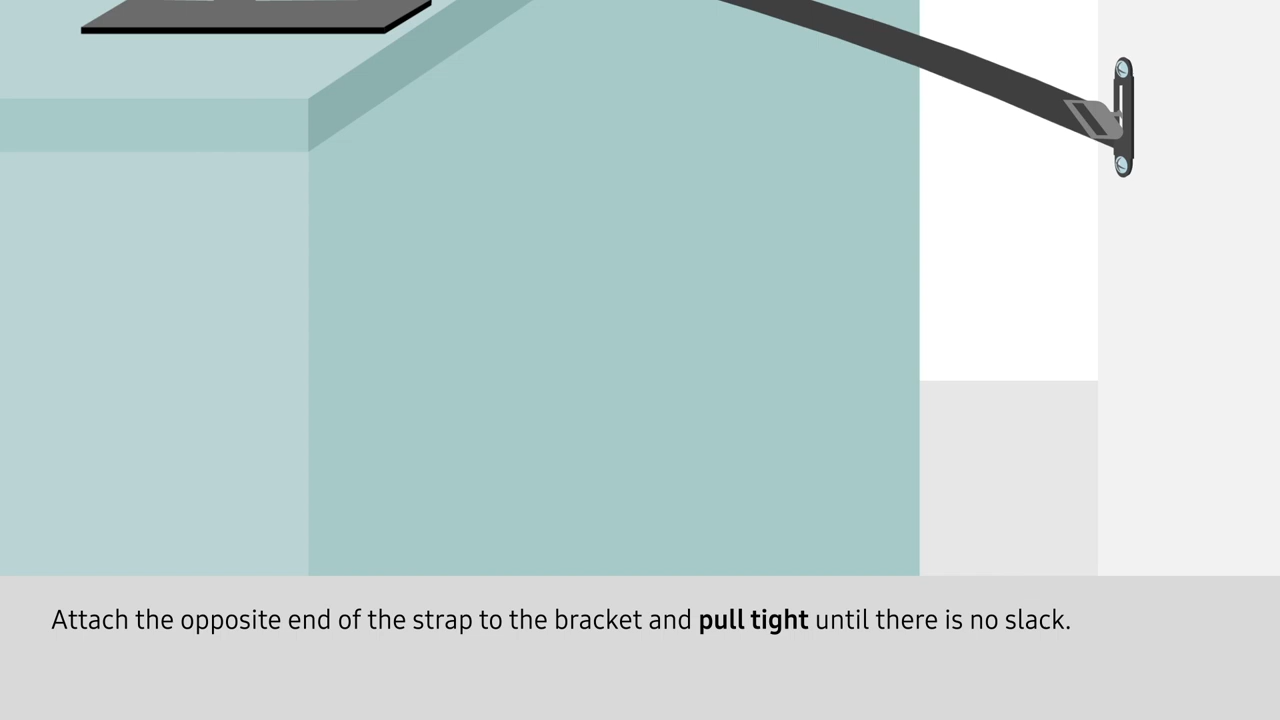 Attach the opposite end of the strap to the bracket and pull tight until there is no slack.